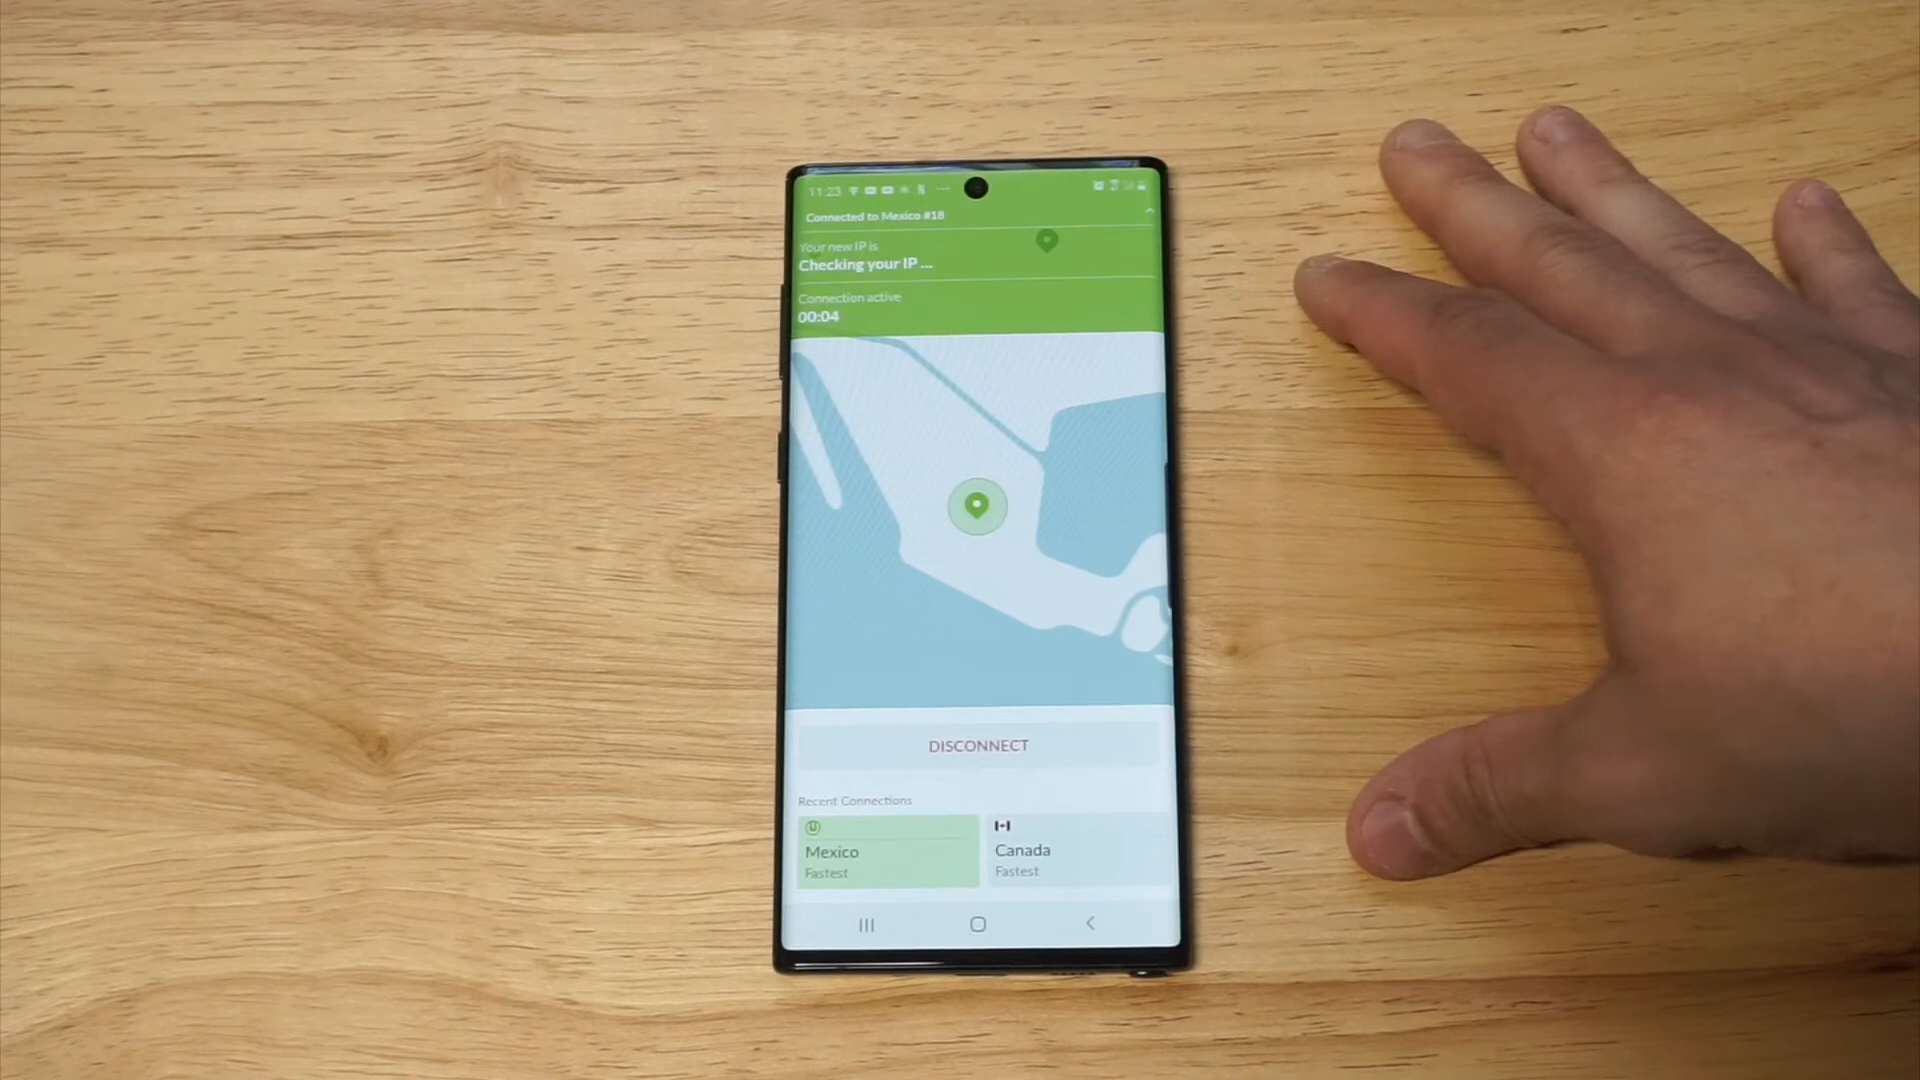 11:23
Connected to Mexico #18
Your new IP is
Checking your IP ...
Connection active
00:04
DISCONNECT
Recent Connections
Mexico
Fastest
Canada
Fastest